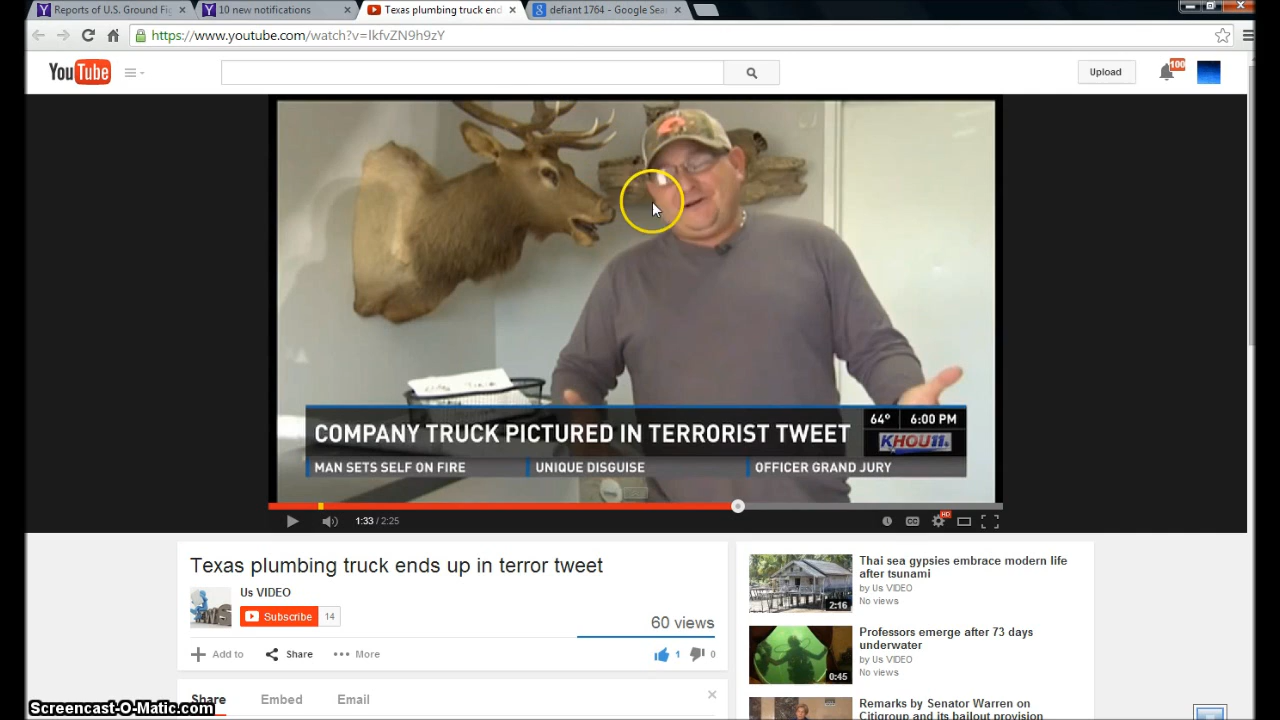 Reports of U.S. Ground Fig
10 new notifications
Texas plumbing truck end
defiant 1764 - Google Sea
https://www.youtube.com/watch?v=lkfvZN9h9zY
YouTube
Upload
100
COMPANY TRUCK PICTURED IN TERRORIST TWEET
64° 6:00 PM
KHOU11
MAN SETS SELF ON FIRE
UNIQUE DISGUISE
OFFICER GRAND JURY
1:33 / 2:25
CC
HD
Texas plumbing truck ends up in terror tweet
Us VIDEO
Subscribe 14
60 views
Add to
Share
More
1 0
Share Embed Email
Thai sea gypsies embrace modern life
after tsunami
by Us VIDEO
No views
2:16
Professors emerge after 73 days
underwater
by Us VIDEO
No views
0:45
Remarks by Senator Warren on
Citigroup and its bailout provision
Screencast-O-Matic.com